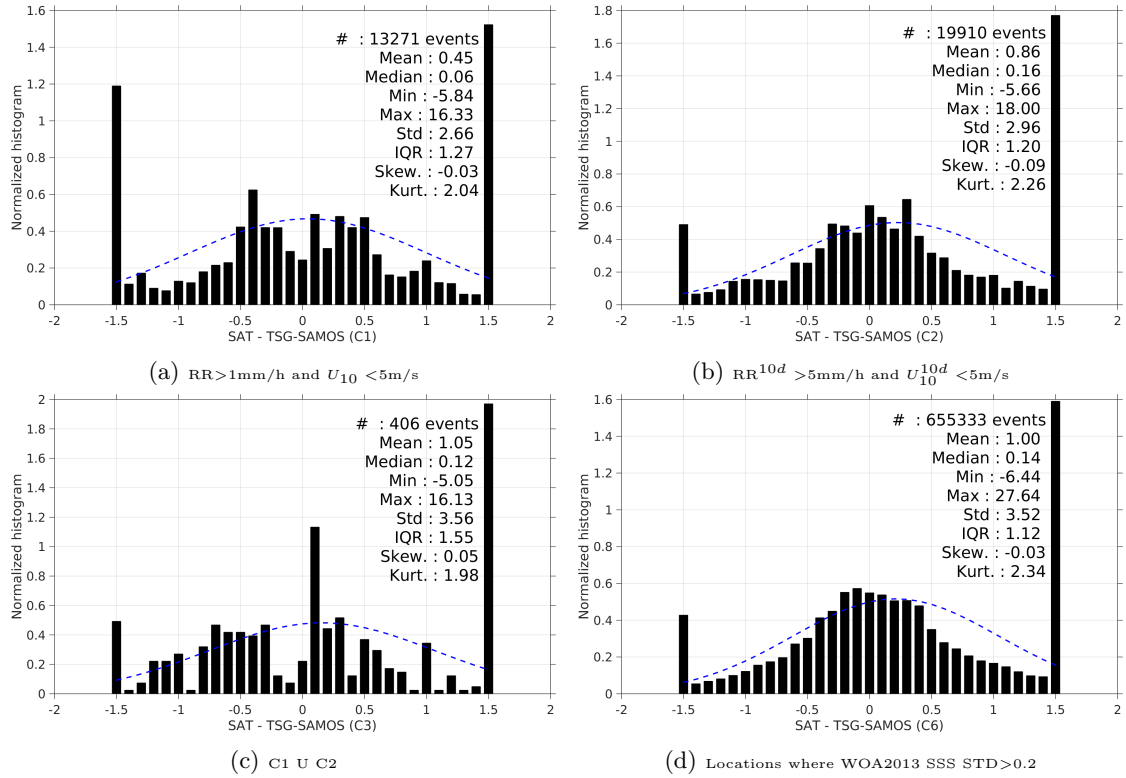 Normalized histogram
1.6
1.4
1.2
1
0.8
0.6
0.4
0.2
0
# : 13271 events
Mean : 0.45
Median : 0.06
Min : -5.84
Max : 16.33
Std : 2.66
IQR : 1.27
Skew. : -0.03
Kurt. : 2.04
-2 -1.5 -1 -0.5 0 0.5 1 1.5 2
SAT - TSG-SAMOS (C1)
(a) RR>1mm/h and U10 <5m/s
Normalized histogram
1.8
1.6
1.4
1.2
1
0.8
0.6
0.4
0.2
0
# : 19910 events
Mean : 0.86
Median : 0.16
Min : -5.66
Max : 18.00
Std : 2.96
IQR : 1.20
Skew. : -0.09
Kurt. : 2.26
-2 -1.5 -1 -0.5 0 0.5 1 1.5 2
SAT - TSG-SAMOS (C2)
(b) RR^10d >5mm/h and U10^10d <5m/s
Normalized histogram
2
1.8
1.6
1.4
1.2
1
0.8
0.6
0.4
0.2
0
# : 406 events
Mean : 1.05
Median : 0.12
Min : -5.05
Max : 16.13
Std : 3.56
IQR : 1.55
Skew. : 0.05
Kurt. : 1.98
-2 -1.5 -1 -0.5 0 0.5 1 1.5 2
SAT - TSG-SAMOS (C3)
(c) C1 U C2
Normalized histogram
1.6
1.4
1.2
1
0.8
0.6
0.4
0.2
0
# : 655333 events
Mean : 1.00
Median : 0.14
Min : -6.44
Max : 27.64
Std : 3.52
IQR : 1.12
Skew. : -0.03
Kurt. : 2.34
-2 -1.5 -1 -0.5 0 0.5 1 1.5 2
SAT - TSG-SAMOS (C6)
(d) Locations where WOA2013 SSS STD>0.2